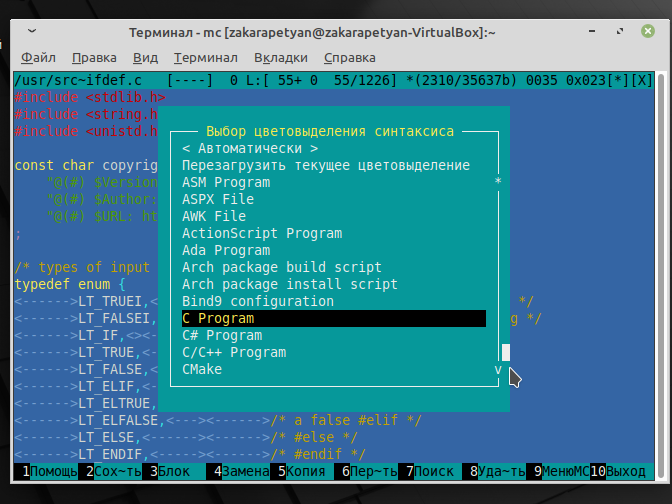 Терминал - mc [zakarapetyan@zakarapetyan-VirtualBox]:~
Файл Правка Вид Терминал Вкладки Справка
/usr/src~ifdef.c [----] 0 L:[ 55+ 0 55/1226] *(2310/35637b) 0035 0x023[*][X]
#include <stdlib.h>
#include <string.h
#include <unistd.h
const char copyrig
"@(#) $Version
"@(#) $Author:
"@(#) $URL: ht
;
/* types of input
typedef enum {
<------>LT_TRUEI,< */
<------>LT_FALSEI, g */
<------>LT_IF,<><-
<------>LT_TRUE,<-
<------>LT_FALSE,<
<------>LT_ELIF,<-
<------>LT_ELTRUE,
<------>LT_ELFALSE,<---><------>/* a false #elif */
<------>LT_ELSE,<------><------>/* #else */
<------>LT_ENDIF,<-----><------>/* #endif */
Выбор цветовыделения синтаксиса
< Автоматически >
Перезагрузить текущее цветовыделение
ASM Program *
ASPX File
AWK File
ActionScript Program
Ada Program
Arch package build script
Arch package install script
Bind9 configuration
C Program
C# Program
C/C++ Program
CMake v
1Помощь 2Сох~ть 3Блок 4Замена 5Копия 6Пер~ть 7Поиск 8Уда~ть 9МенюMC 10Выход